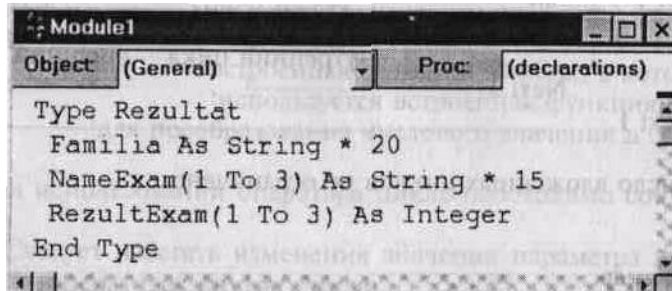 Module1
Object: (General) Proc: (declarations)
Type Rezultat
Familia As String * 20
NameExam(1 To 3) As String * 15
RezultExam(1 To 3) As Integer
End Type